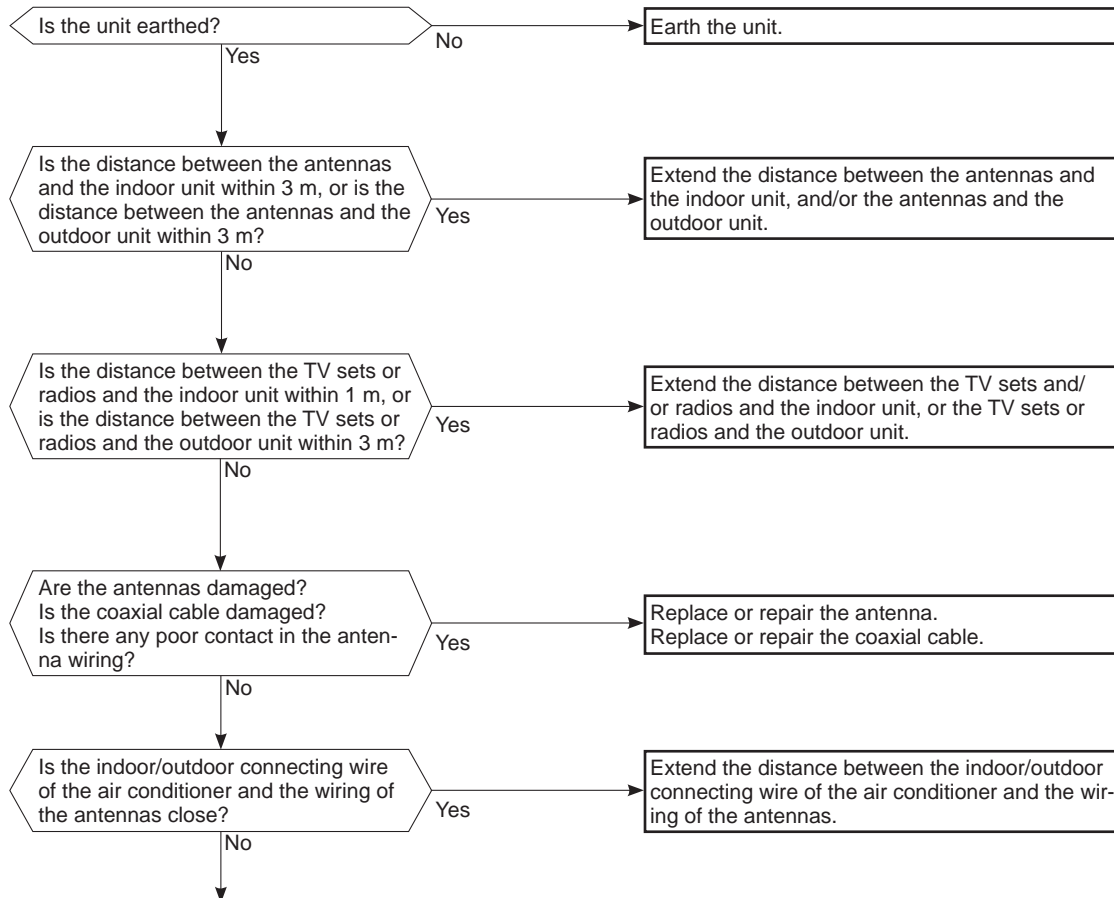 Is the unit earthed?
No
Earth the unit.
Yes
Is the distance between the antennas
and the indoor unit within 3 m, or is the
distance between the antennas and the
outdoor unit within 3 m?
Yes
Extend the distance between the antennas and
the indoor unit, and/or the antennas and the
outdoor unit.
No
Is the distance between the TV sets or
radios and the indoor unit within 1 m, or
is the distance between the TV sets or
radios and the outdoor unit within 3 m?
Yes
Extend the distance between the TV sets and/
or radios and the indoor unit, or the TV sets or
radios and the outdoor unit.
No
Are the antennas damaged?
Is the coaxial cable damaged?
Is there any poor contact in the anten-
na wiring?
Yes
Replace or repair the antenna.
Replace or repair the coaxial cable.
No
Is the indoor/outdoor connecting wire
of the air conditioner and the wiring of
the antennas close?
Yes
Extend the distance between the indoor/outdoor
connecting wire of the air conditioner and the wir-
ing of the antennas.
No